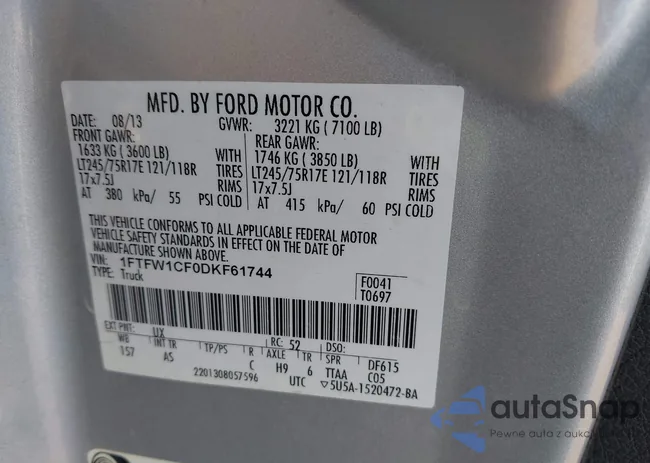 MFD. BY FORD MOTOR CO.
DATE: 08/13 GVWR: 3221 KG ( 7100 LB)
FRONT GAWR: REAR GAWR:
1633 KG ( 3600 LB) WITH 1746 KG ( 3850 LB) WITH
LT245/75R17E 121/118R TIRES LT245/75R17E 121/118R TIRES
17x7.5J RIMS 17x7.5J RIMS
AT 380 kPa/ 55 PSI COLD AT 415 kPa/ 60 PSI COLD
THIS VEHICLE CONFORMS TO ALL APPLICABLE FEDERAL MOTOR
VEHICLE SAFETY STANDARDS IN EFFECT ON THE DATE OF
MANUFACTURE SHOWN ABOVE.
VIN: 1FTFW1CF0DKF61744
TYPE: Truck
F0041
T0697
EXT PNT: UX RC: 52 DSO:
WB INT TR TP/PS R AXLE TR SPR DF615
157 AS C H9 6 TTAA C05
2201308057596 UTC ▽5U5A-1520472-BA
autaSnap
Pewne auta z aukcji